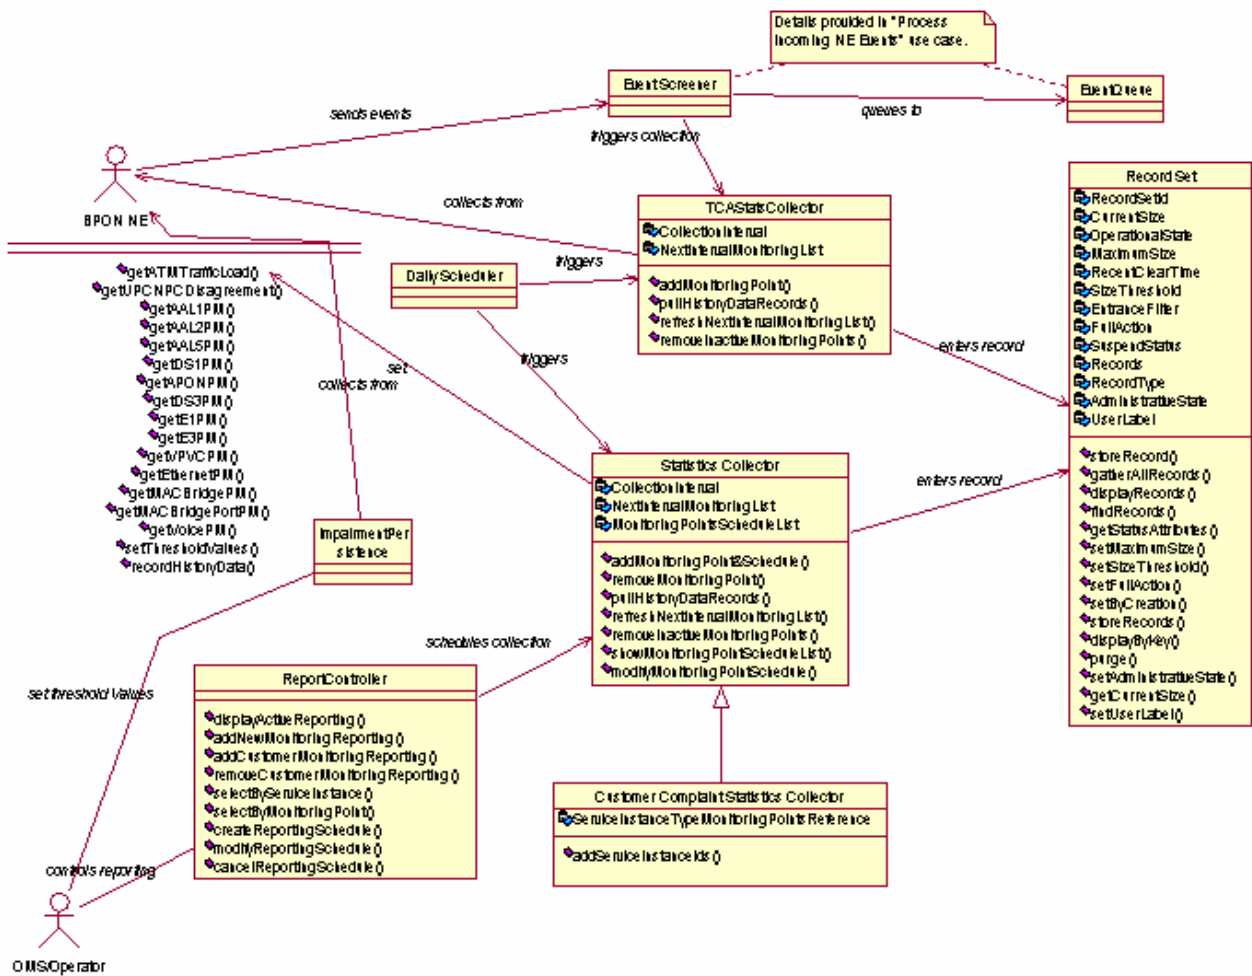 Details provided in "Process
Incoming NE Events" use case.
EventScreener
EventQueue
sends events
queues to
triggers collection
BPON NE
collects from
TCAStatsCollector
CollectionInterval
NextIntervalMonitoringList
addMonitoringPoint()
pullHistoryDataRecords()
refreshNextIntervalMonitoringList()
removeInactiveMonitoringPoints()
Record Set
RecordSetId
CurrentSize
OperationalState
MaximumSize
RecentClearTime
SizeThreshold
EntranceFilter
FullAction
SuspendStatus
Records
RecordType
AdministrativeState
UserLabel
storeRecord()
gatherAllRecords()
displayRecords()
findRecords()
getStatusAttributes()
setMaximumSize()
setSizeThreshold()
setFullAction()
setByCreation()
storeRecords()
displayByKey()
purge()
setAdministrativeState()
getCurrentSize()
setUserLabel()
getATMTrafficLoad()
getUPCNPCDisagreement()
getAAL1PM()
getAAL2PM()
getAAL5PM()
getDS1PM()
getAPONPM()
getDS3PM()
getE1PM()
getE3PM()
getVPVCPM()
getEthernetPM()
getMACBridgePM()
getMACBridgePortPM()
getVoicePM()
setThresholdValues()
recordHistoryData()
DailyScheduler
triggers
triggers
set
collects from
enters record
enters record
Statistics Collector
CollectionInterval
NextIntervalMonitoringList
MonitoringPointsScheduleList
addMonitoringPoint&Schedule()
removeMonitoringPoint()
pullHistoryDataRecords()
refreshNextIntervalMonitoringList()
removeInactiveMonitoringPoints()
showMonitoringPointScheduleList()
modifyMonitoringPointSchedule()
ImpairmentPer
sistence
schedules collection
set threshold Values
ReportController
displayActiveReporting()
addNewMonitoringReporting()
addCustomerMonitoringReporting()
removeCustomerMonitoringReporting()
selectByServiceInstance()
selectByMonitoringPoint()
createReportingSchedule()
modifyReportingSchedule()
cancelReportingSchedule()
Customer Complaint Statistics Collector
ServiceInstanceTypeMonitoringPointsReference
addServiceInstanceIds()
controls reporting
OMS/Operator